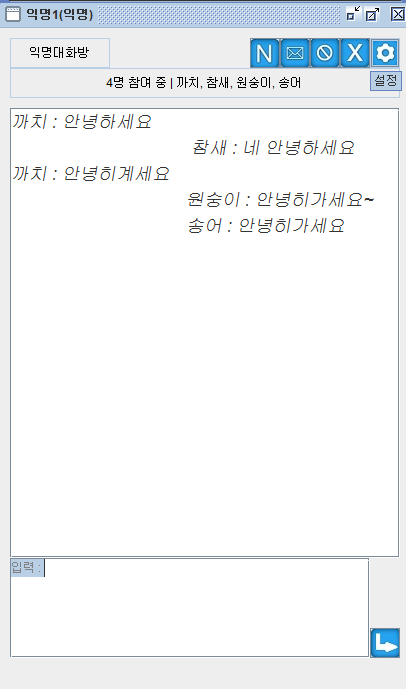 익명1(익명)
익명대화방
N
X
4명 참여 중 | 까치, 참새, 원숭이, 송어
설정
까치 : 안녕하세요
참새 : 네 안녕하세요
까치 : 안녕히계세요
원숭이 : 안녕히가세요~
송어 : 안녕히가세요
입력 :